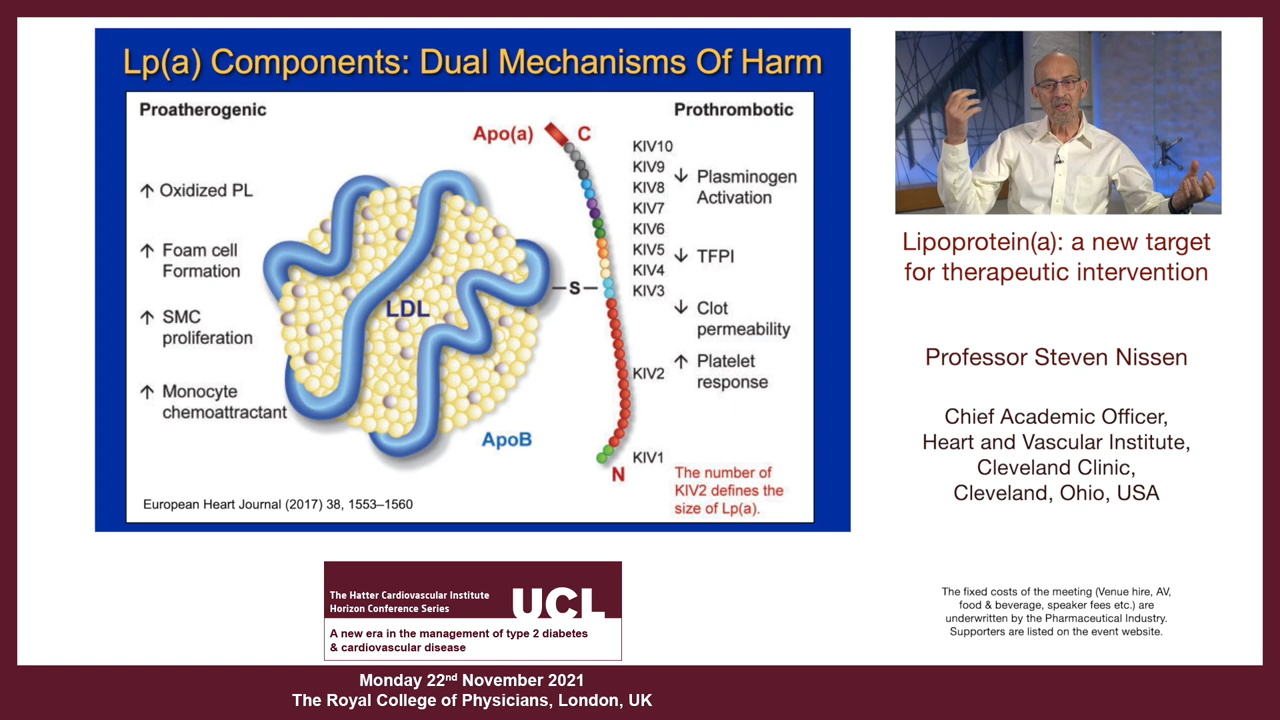 Lp(a) Components: Dual Mechanisms Of Harm
Proatherogenic
↑ Oxidized PL
↑ Foam cell
Formation
↑ SMC
proliferation
↑ Monocyte
chemoattractant
LDL
ApoB
Apo(a)
C
S
N
KIV10
KIV9
KIV8
KIV7
KIV6
KIV5
KIV4
KIV3
KIV2
KIV1
Prothrombotic
↓ Plasminogen
Activation
↓ TFPI
↓ Clot
permeability
↑ Platelet
response
The number of
KIV2 defines the
size of Lp(a).
European Heart Journal (2017) 38, 1553–1560
Lipoprotein(a): a new target
for therapeutic intervention
Professor Steven Nissen
Chief Academic Officer,
Heart and Vascular Institute,
Cleveland Clinic,
Cleveland, Ohio, USA
The fixed costs of the meeting (Venue hire, AV,
food & beverage, speaker fees etc.) are
underwritten by the Pharmaceutical Industry.
Supporters are listed on the event website.
The Hatter Cardiovascular Institute
Horizon Conference Series
UCL
A new era in the management of type 2 diabetes
& cardiovascular disease
Monday 22nd November 2021
The Royal College of Physicians, London, UK